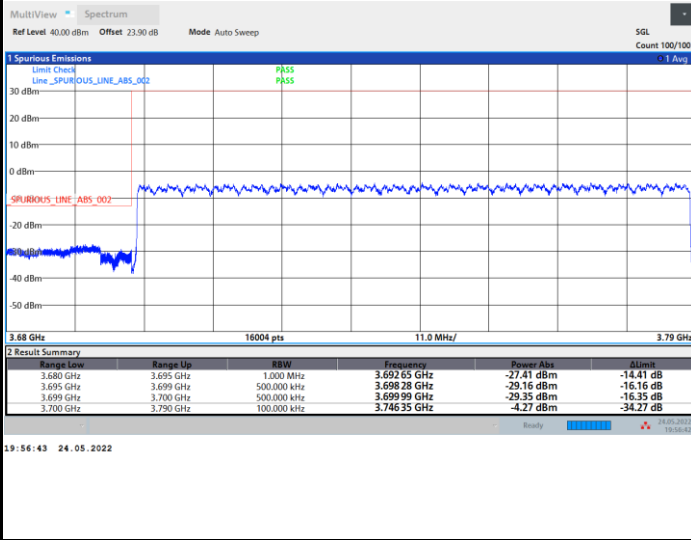 MultiView Spectrum
Ref Level 40.00 dBm Offset 23.90 dB Mode Auto Sweep SGL
Count 100/100
1 Spurious Emissions 1 Avg
Limit Check PASS
Line _SPURIOUS_LINE_ABS_002 PASS
30 dBm
20 dBm
10 dBm
0 dBm
_SPURIOUS_LINE_ABS_002
-20 dBm
-30 dBm
-40 dBm
-50 dBm
3.68 GHz 16004 pts 11.0 MHz/ 3.79 GHz
2 Result Summary
Range Low Range Up RBW Frequency Power Abs ΔLimit
3.680 GHz 3.695 GHz 1.000 MHz 3.692 65 GHz -27.41 dBm -14.41 dB
3.695 GHz 3.699 GHz 500.000 kHz 3.698 28 GHz -29.16 dBm -16.16 dB
3.699 GHz 3.700 GHz 500.000 kHz 3.699 99 GHz -29.35 dBm -16.35 dB
3.700 GHz 3.790 GHz 100.000 kHz 3.746 35 GHz -4.27 dBm -34.27 dB
Ready 24.05.2022
19:56:42
19:56:43 24.05.2022